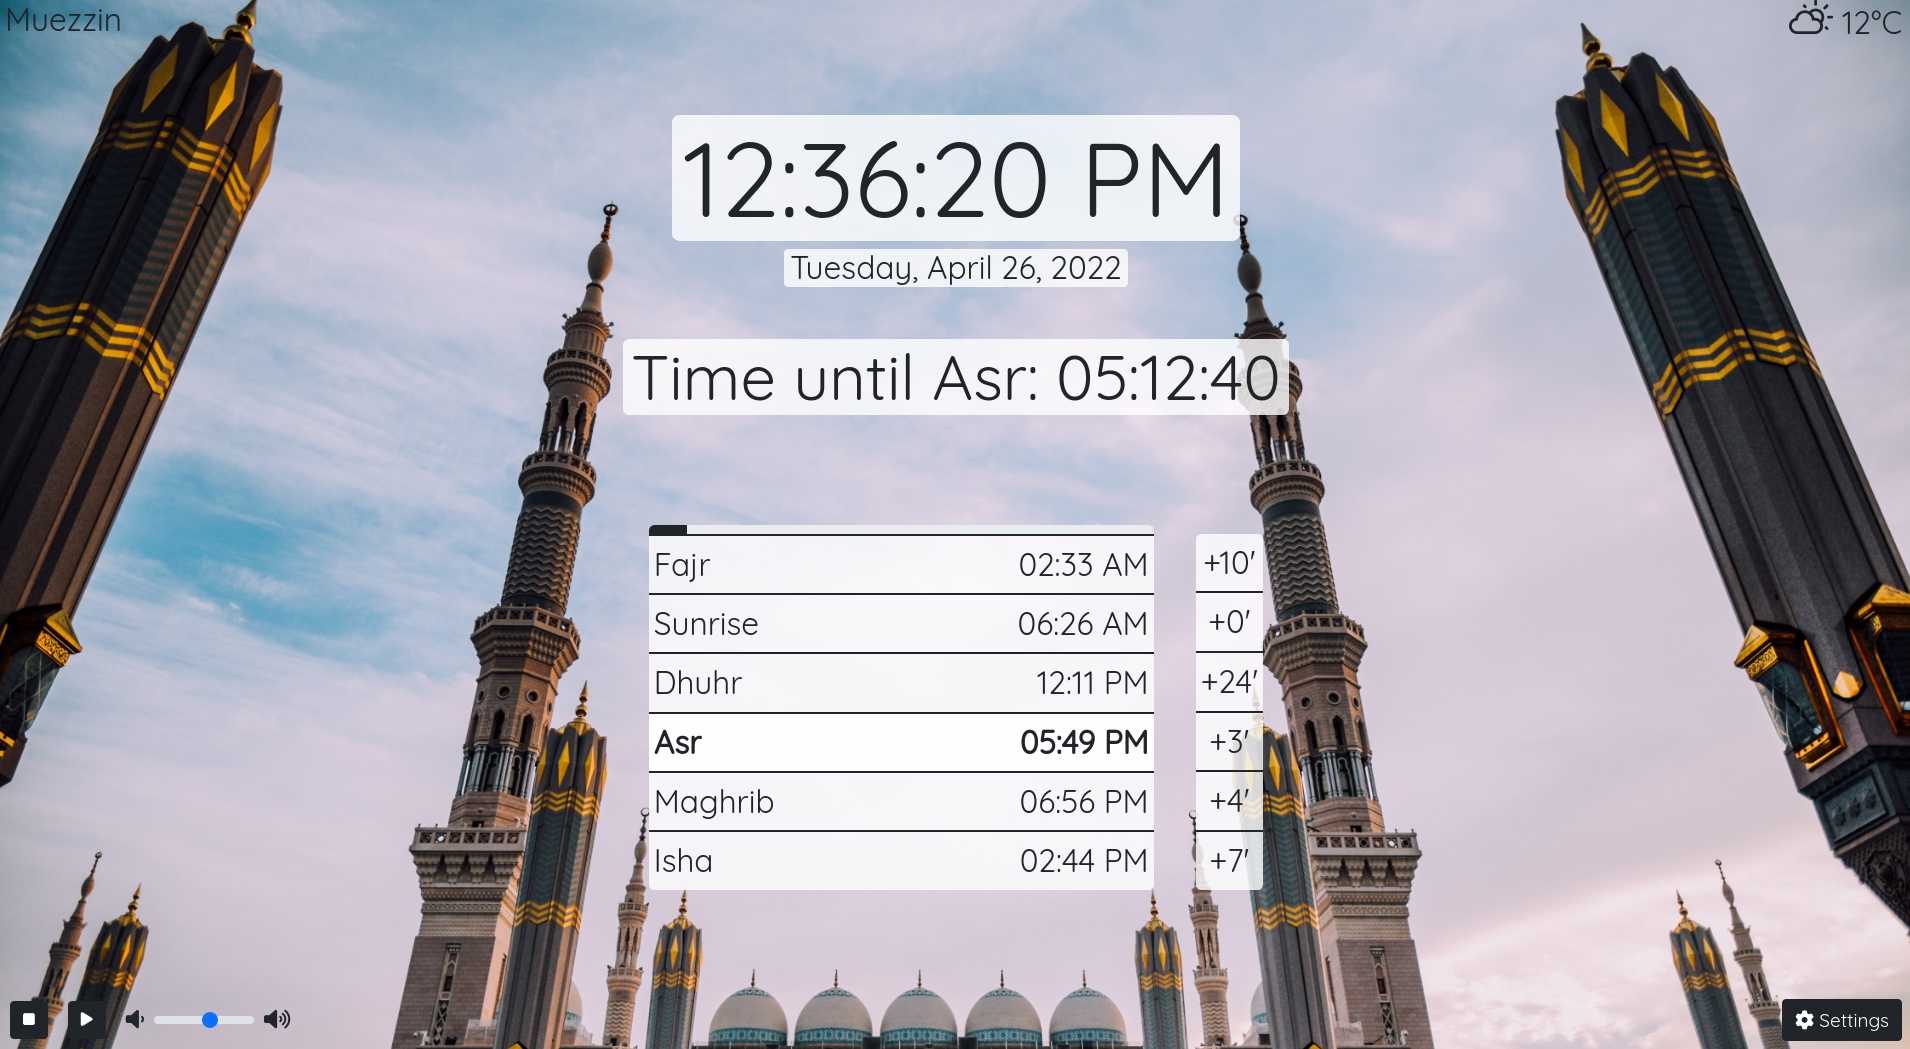 Muezzin
12°C
12:36:20 PM
Tuesday, April 26, 2022
Time until Asr: 05:12:40
Fajr 02:33 AM +10'
Sunrise 06:26 AM +0'
Dhuhr 12:11 PM +24'
Asr 05:49 PM +3'
Maghrib 06:56 PM +4'
Isha 02:44 PM +7'
Settings